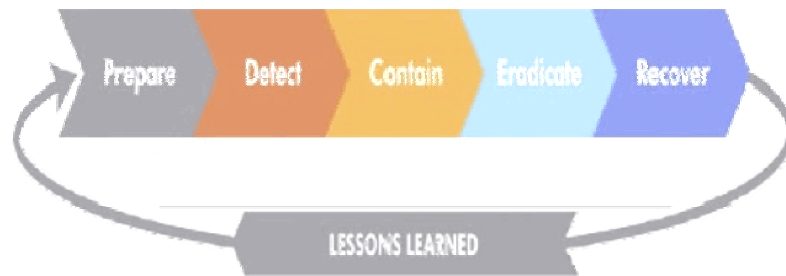 Prepare
Detect
Contain
Eradicate
Recover
LESSONS LEARNED